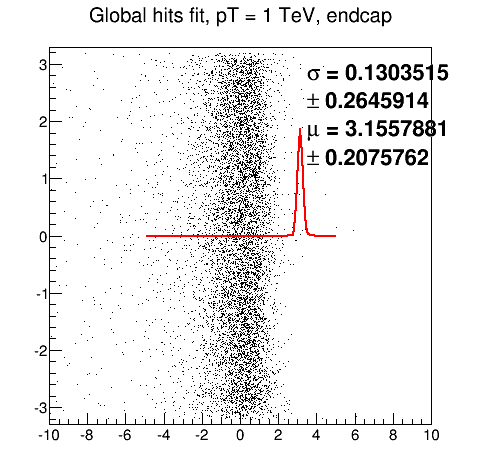 Global hits fit, pT = 1 TeV, endcap
σ = 0.1303515
± 0.2645914
μ = 3.1557881
± 0.2075762
3
2
1
0
-1
-2
-3
-10 -8 -6 -4 -2 0 2 4 6 8 10